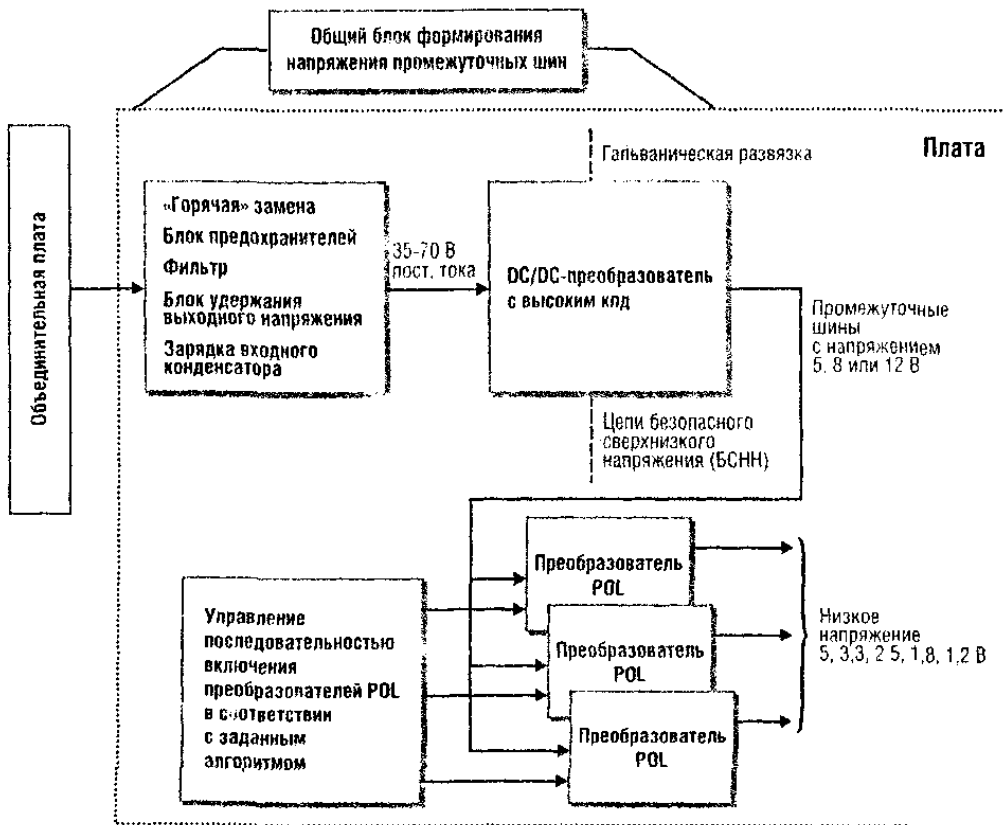 Общий блок формирования
напряжения промежуточных шин
Плата
Объединительная плата
«Горячая» замена
Блок предохранителей
Фильтр
Блок удержания
выходного напряжения
Зарядка входного
конденсатора
35-70 В
пост. тока
Гальваническая развязка
DC/DC-преобразователь
с высоким кпд
Цепи безопасного
сверхнизкого
напряжения (БСНН)
Промежуточные
шины
с напряжением
5, 8 или 12 В
Управление
последовательностью
включения
преобразователей POL
в соответствии
с заданным
алгоритмом
Преобразователь
POL
Преобразователь
POL
Преобразователь
POL
Низкое
напряжение
5, 3,3, 2 5, 1,8, 1,2 В